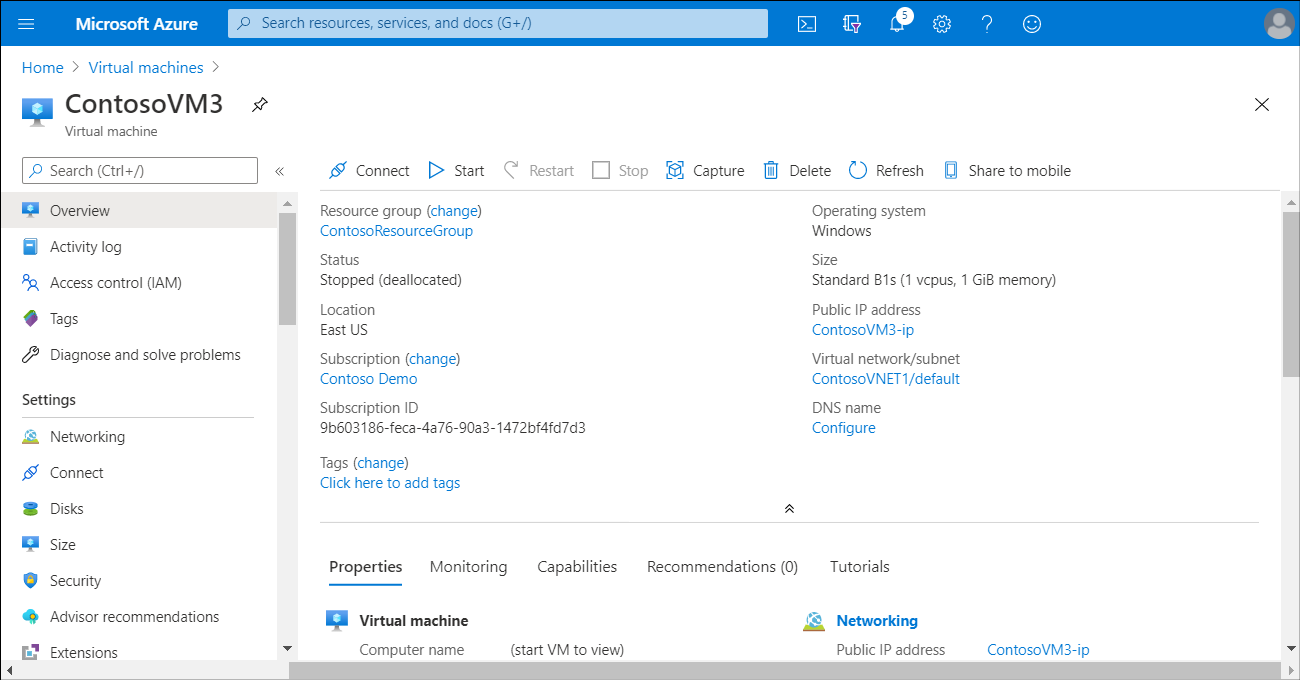 Microsoft Azure
Search resources, services, and docs (G+/)
5
Home > Virtual machines >
ContosoVM3
Virtual machine
Search (Ctrl+/)
«
Overview
Activity log
Access control (IAM)
Tags
Diagnose and solve problems
Settings
Networking
Connect
Disks
Size
Security
Advisor recommendations
Extensions
Connect Start Restart Stop Capture Delete Refresh Share to mobile
Resource group (change)
ContosoResourceGroup
Status
Stopped (deallocated)
Location
East US
Subscription (change)
Contoso Demo
Subscription ID
9b603186-feca-4a76-90a3-1472bf4fd7d3
Tags (change)
Click here to add tags
Operating system
Windows
Size
Standard B1s (1 vcpus, 1 GiB memory)
Public IP address
ContosoVM3-ip
Virtual network/subnet
ContosoVNET1/default
DNS name
Configure
Properties Monitoring Capabilities Recommendations (0) Tutorials
Virtual machine
Computer name (start VM to view)
Networking
Public IP address ContosoVM3-ip